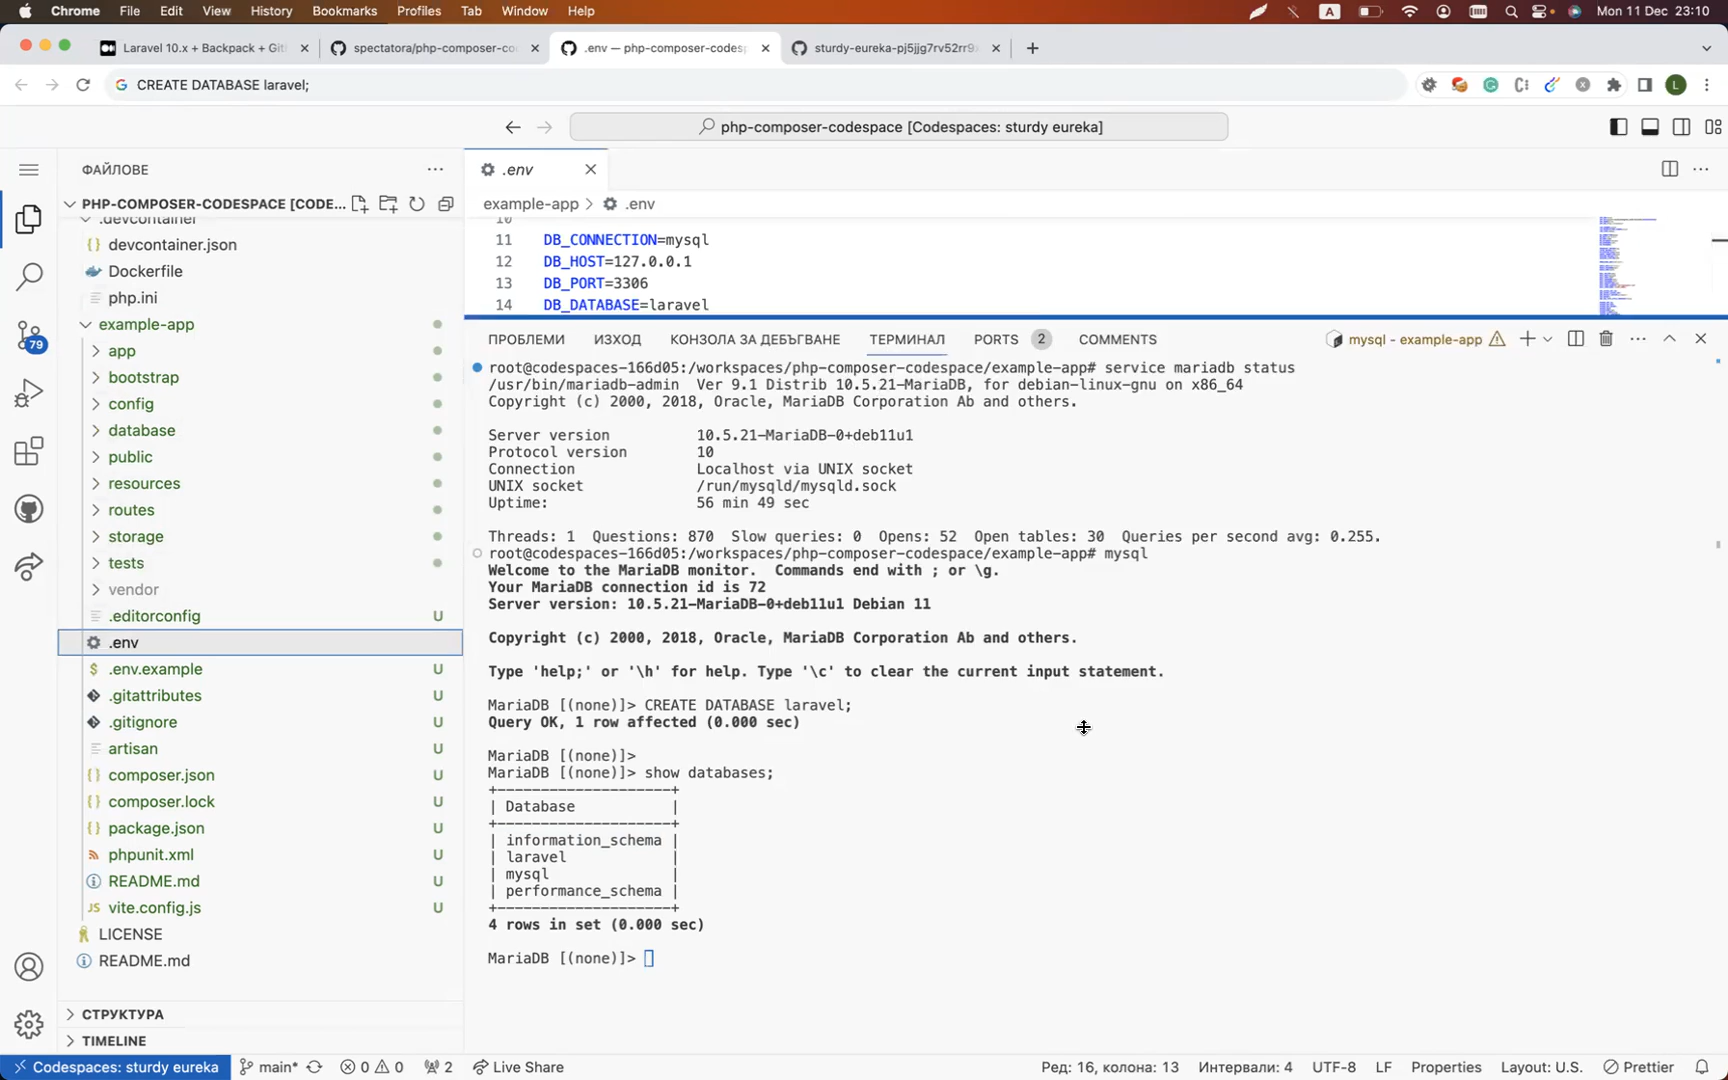 Chrome File Edit View History Bookmarks Profiles Tab Window Help A Mon 11 Dec 23:10
Laravel 10.x + Backpack + Git
spectatora/php-composer-co
.env — php-composer-codes
sturdy-eureka-pj5jjg7rv52rr9
CREATE DATABASE laravel;
L
php-composer-codespace [Codespaces: sturdy eureka]
ФАЙЛОВЕ
PHP-COMPOSER-CODESPACE [CODE...
.devcontainer
devcontainer.json
Dockerfile
php.ini
example-app
app
bootstrap
config
database
public
resources
routes
storage
tests
vendor
.editorconfig U
.env
.env.example U
.gitattributes U
.gitignore U
artisan U
composer.json U
composer.lock U
package.json U
phpunit.xml U
README.md U
vite.config.js U
LICENSE
README.md
СТРУКТУРА
TIMELINE
79
.env
example-app > .env
10
11 DB_CONNECTION=mysql
12 DB_HOST=127.0.0.1
13 DB_PORT=3306
14 DB_DATABASE=laravel
ПРОБЛЕМИ ИЗХОД КОНЗОЛА ЗА ДЕБЪГВАНЕ ТЕРМИНАЛ PORTS 2 COMMENTS mysql - example-app
root@codespaces-166d05:/workspaces/php-composer-codespace/example-app# service mariadb status
/usr/bin/mariadb-admin  Ver 9.1 Distrib 10.5.21-MariaDB, for debian-linux-gnu on x86_64
Copyright (c) 2000, 2018, Oracle, MariaDB Corporation Ab and others.
Server version 10.5.21-MariaDB-0+deb11u1
Protocol version 10
Connection Localhost via UNIX socket
UNIX socket /run/mysqld/mysqld.sock
Uptime: 56 min 49 sec
Threads: 1  Questions: 870  Slow queries: 0  Opens: 52  Open tables: 30  Queries per second avg: 0.255.
root@codespaces-166d05:/workspaces/php-composer-codespace/example-app# mysql
Welcome to the MariaDB monitor.  Commands end with ; or \g.
Your MariaDB connection id is 72
Server version: 10.5.21-MariaDB-0+deb11u1 Debian 11
Copyright (c) 2000, 2018, Oracle, MariaDB Corporation Ab and others.
Type 'help;' or '\h' for help. Type '\c' to clear the current input statement.
MariaDB [(none)]> CREATE DATABASE laravel;
Query OK, 1 row affected (0.000 sec)
MariaDB [(none)]>
MariaDB [(none)]> show databases;
+--------------------+
| Database           |
+--------------------+
| information_schema |
| laravel            |
| mysql              |
| performance_schema |
+--------------------+
4 rows in set (0.000 sec)
MariaDB [(none)]>
Codespaces: sturdy eureka main* 0 0 2 Live Share Ред: 16, колона: 13 Интервали: 4 UTF-8 LF Properties Layout: U.S. Prettier